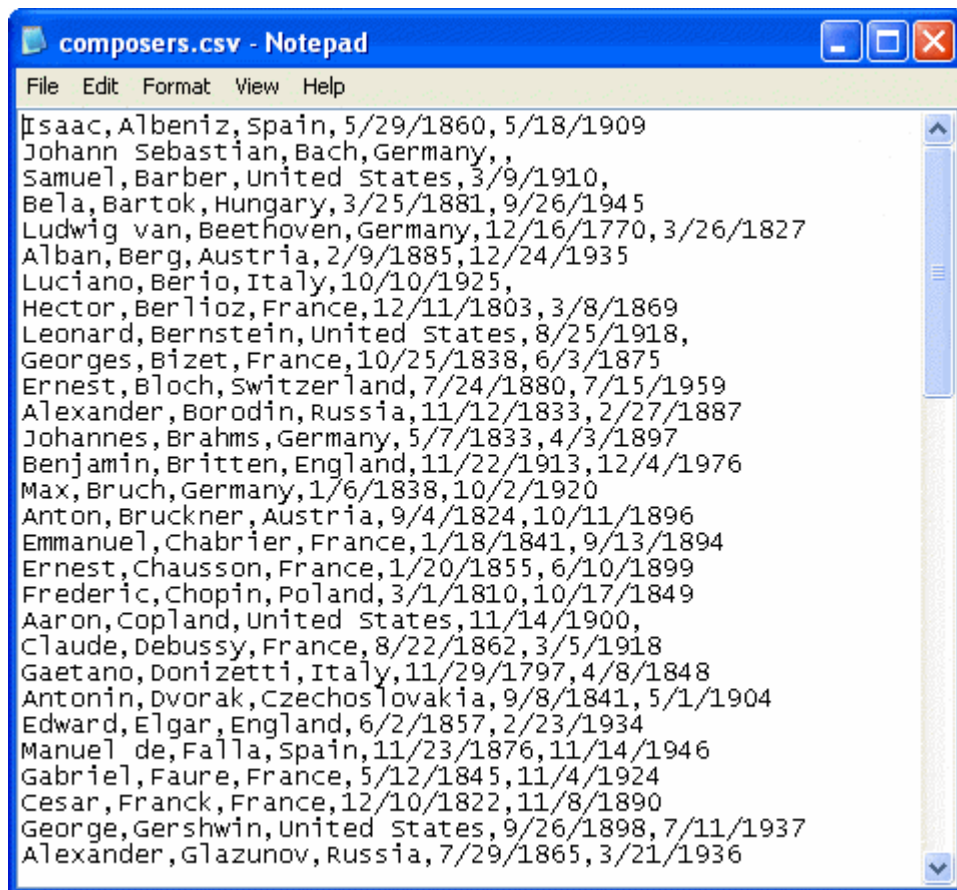 composers.csv - Notepad
File Edit Format View Help
Isaac,Albeniz,Spain,5/29/1860,5/18/1909
Johann Sebastian,Bach,Germany,,
Samuel,Barber,United States,3/9/1910,
Bela,Bartok,Hungary,3/25/1881,9/26/1945
Ludwig van,Beethoven,Germany,12/16/1770,3/26/1827
Alban,Berg,Austria,2/9/1885,12/24/1935
Luciano,Berio,Italy,10/10/1925,
Hector,Berlioz,France,12/11/1803,3/8/1869
Leonard,Bernstein,United States,8/25/1918,
Georges,Bizet,France,10/25/1838,6/3/1875
Ernest,Bloch,Switzerland,7/24/1880,7/15/1959
Alexander,Borodin,Russia,11/12/1833,2/27/1887
Johannes,Brahms,Germany,5/7/1833,4/3/1897
Benjamin,Britten,England,11/22/1913,12/4/1976
Max,Bruch,Germany,1/6/1838,10/2/1920
Anton,Bruckner,Austria,9/4/1824,10/11/1896
Emmanuel,Chabrier,France,1/18/1841,9/13/1894
Ernest,Chausson,France,1/20/1855,6/10/1899
Frederic,Chopin,Poland,3/1/1810,10/17/1849
Aaron,Copland,United States,11/14/1900,
Claude,Debussy,France,8/22/1862,3/5/1918
Gaetano,Donizetti,Italy,11/29/1797,4/8/1848
Antonin,Dvorak,Czechoslovakia,9/8/1841,5/1/1904
Edward,Elgar,England,6/2/1857,2/23/1934
Manuel de,Falla,Spain,11/23/1876,11/14/1946
Gabriel,Faure,France,5/12/1845,11/4/1924
Cesar,Franck,France,12/10/1822,11/8/1890
George,Gershwin,United States,9/26/1898,7/11/1937
Alexander,Glazunov,Russia,7/29/1865,3/21/1936